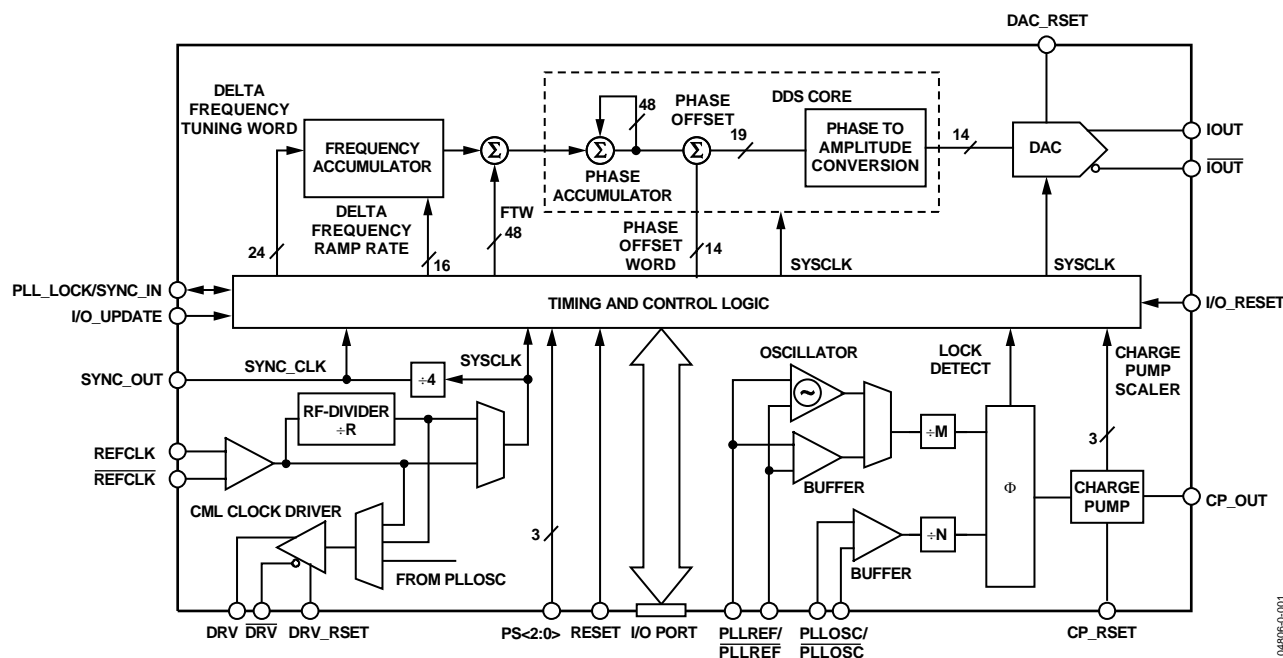 DAC_RSET
DELTA
FREQUENCY
TUNING WORD
FREQUENCY
ACCUMULATOR
Σ
48
Σ
PHASE
ACCUMULATOR
PHASE
OFFSET
Σ
19
DDS CORE
PHASE TO
AMPLITUDE
CONVERSION
14
DAC
IOUT
IOUT
DELTA
FREQUENCY
RAMP RATE
24
16
FTW
48
PHASE
OFFSET
WORD
14
SYSCLK
SYSCLK
PLL_LOCK/SYNC_IN
I/O_UPDATE
TIMING AND CONTROL LOGIC
I/O_RESET
SYNC_OUT
SYNC_CLK
÷4
SYSCLK
OSCILLATOR
~
LOCK
DETECT
CHARGE
PUMP
SCALER
RF-DIVIDER
÷R
REFCLK
REFCLK
÷M
3
BUFFER
Φ
CHARGE
PUMP
CP_OUT
CML CLOCK DRIVER
3
÷N
BUFFER
FROM PLLOSC
DRV
DRV
DRV_RSET
PS<2:0>
RESET
I/O PORT
PLLREF/
PLLREF
PLLOSC/
PLLOSC
CP_RSET
04806-0-001